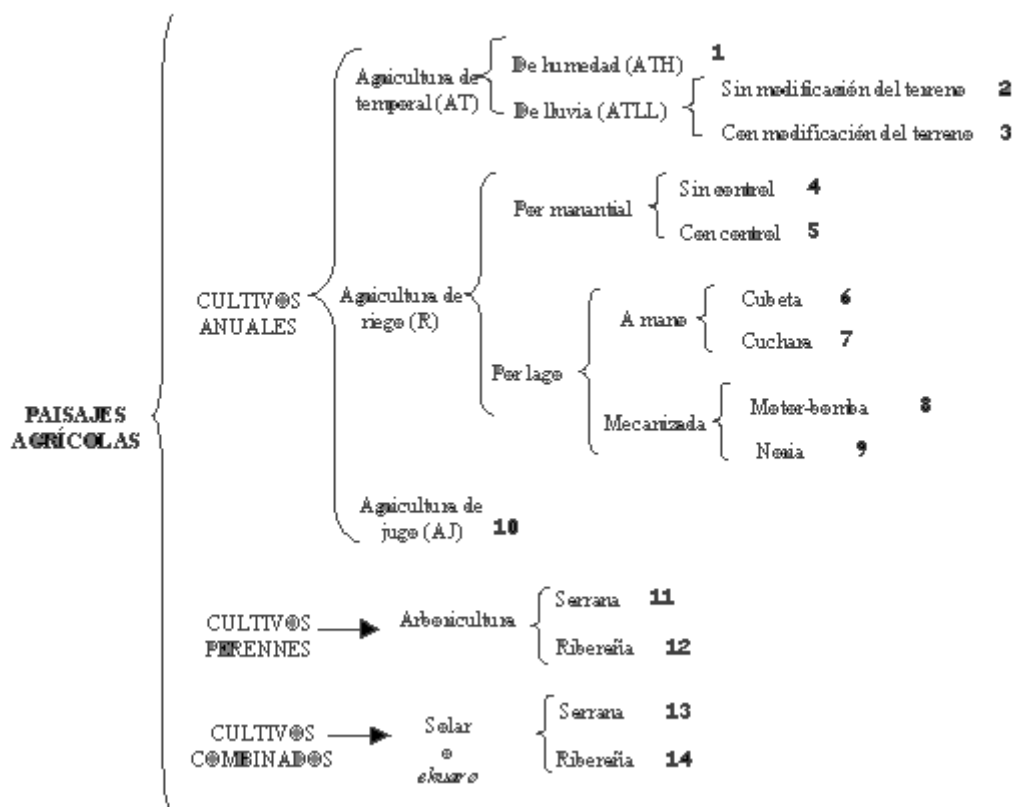 PAISAJES
AGRÍCOLAS
CULTIVOS
ANUALES
Agricultura de
temporal (AT)
De humedad (ATH) 1
De lluvia (ATLL)
Sin modificación del terreno 2
Con modificación del terreno 3
Agricultura de
riego (R)
Por manantial
Sin control 4
Con control 5
Por lago
A mano
Cubeta 6
Cuchara 7
Mecanizada
Motor-bomba 8
Noria 9
Agricultura de
jugo (AJ) 10
CULTIVOS
PERENNES
Arboricultura
Serrana 11
Ribereña 12
CULTIVOS
COMBINADOS
Solar
o
ekuaro
Serrana 13
Ribereña 14